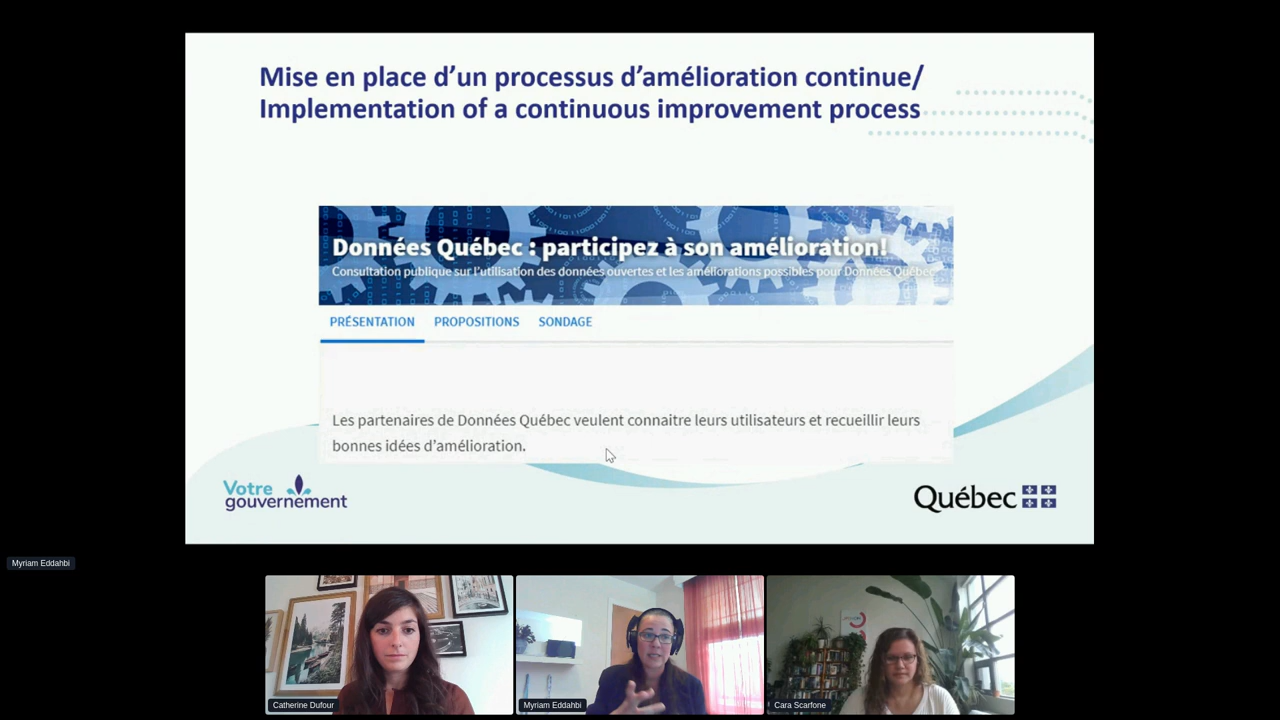 Mise en place d’un processus d’amélioration continue/
Implementation of a continuous improvement process
Données Québec : participez à son amélioration!
Consultation publique sur l’utilisation des données ouvertes et les améliorations possibles pour Données Québec.
PRÉSENTATION PROPOSITIONS SONDAGE
Les partenaires de Données Québec veulent connaitre leurs utilisateurs et recueillir leurs
bonnes idées d’amélioration.
Votre
gouvernement
Québec
Myriam Eddahbi
Catherine Dufour
Myriam Eddahbi
Cara Scarfone